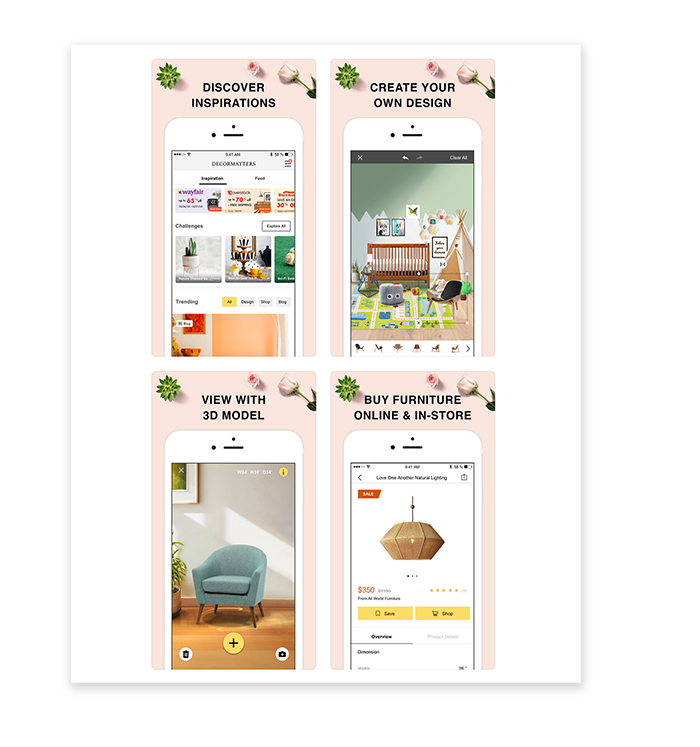 DISCOVER
INSPIRATIONS
9:41 AM
58 %
DECORMATTERS
Inspiration
Feed
wayfair
65
overstock
70
FREE SHIPPING
30
Challenges
Explore All
Trending
All
Design
Shop
Blog
Blog
CREATE YOUR
OWN DESIGN
Clear All
VIEW WITH
3D MODEL
BUY FURNITURE
ONLINE & IN-STORE
9:41 AM
58 %
Love One Another Natural Lighting
SALE
$350
From All World Furniture
Save
Shop
Overview
Product Details
Dimension
Width